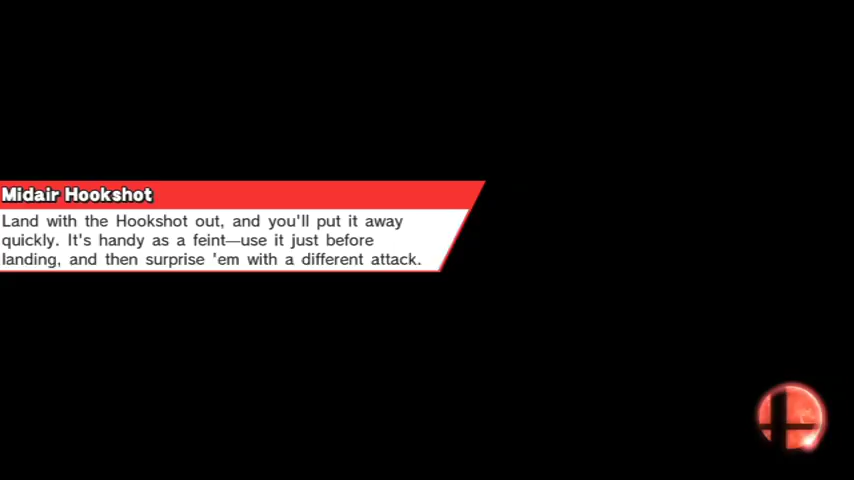 Midair Hookshot
Land with the Hookshot out, and you'll put it away
quickly. It's handy as a feint—use it just before
landing, and then surprise 'em with a different attack.